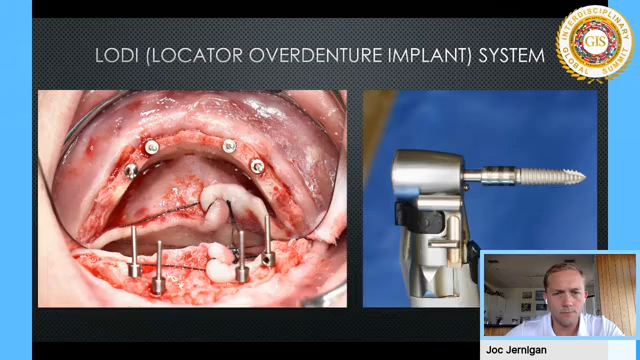 LODI (LOCATOR OVERDENTURE IMPLANT) SYSTEM
INTERDISCIPLINARY
GIS
GLOBAL SUMMIT
Joc Jernigan